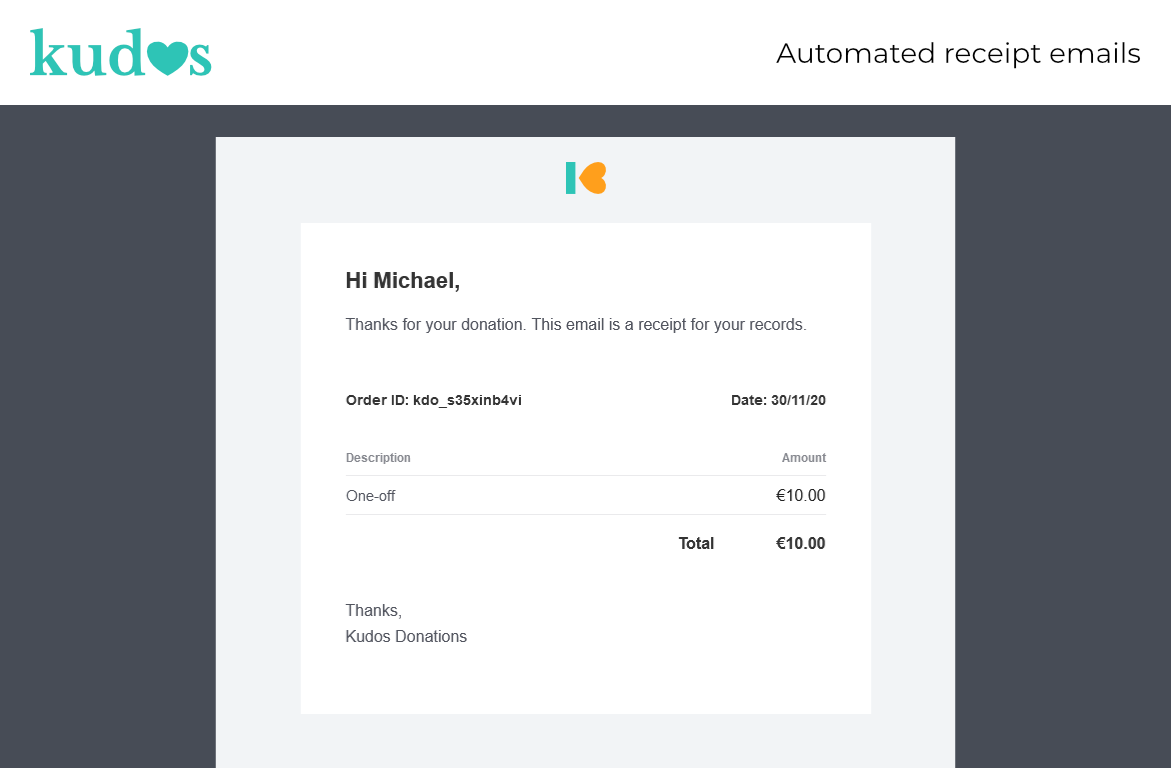 kudos
Automated receipt emails
Hi Michael,
Thanks for your donation. This email is a receipt for your records.
Order ID: kdo_s35xinb4vi Date: 30/11/20
Description Amount
One-off €10.00
Total €10.00
Thanks,
Kudos Donations